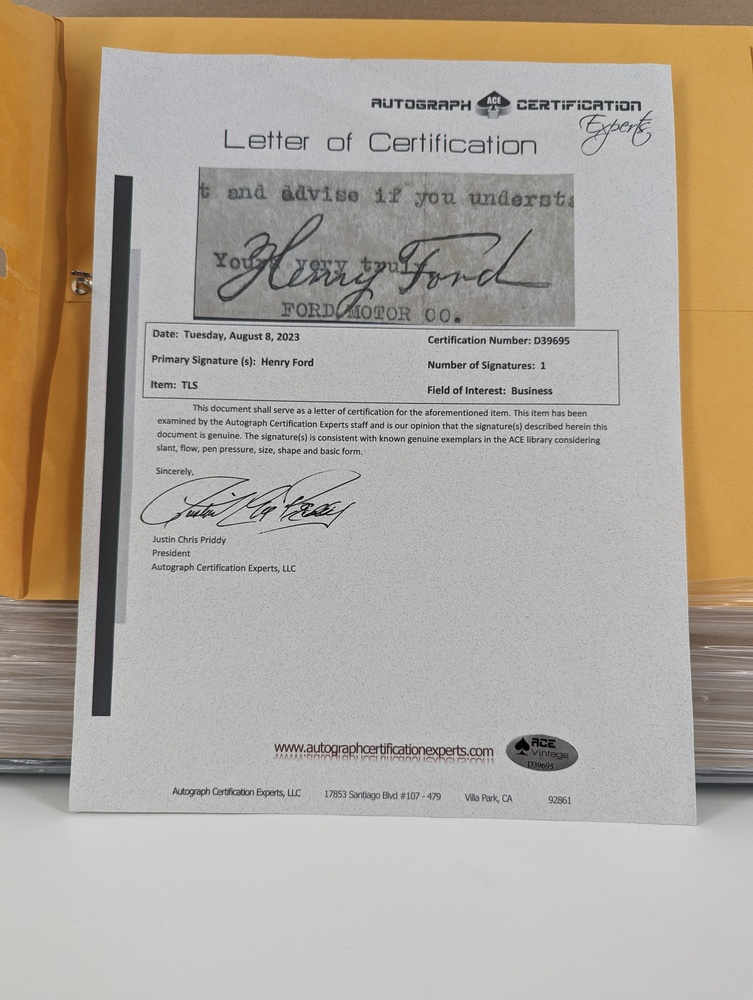 AUTOGRAPH ACE CERTIFICATION
Experts
Letter of Certification
t and advise if you understa
Yours very truly
Henry Ford
FORD MOTOR CO.
Date: Tuesday, August 8, 2023
Certification Number: D39695
Primary Signature (s): Henry Ford
Number of Signatures: 1
Item: TLS
Field of Interest: Business
This document shall serve as a letter of certification for the aforementioned item. This item has been
examined by the Autograph Certification Experts staff and is our opinion that the signature(s) described herein this
document is genuine. The signature(s) is consistent with known genuine exemplars in the ACE library considering
slant, flow, pen pressure, size, shape and basic form.
Sincerely,
Justin Chris Priddy
President
Autograph Certification Experts, LLC
www.autographcertificationexperts.com
ACE
Vintage
D39695
Autograph Certification Experts, LLC 17853 Santiago Blvd #107 - 479 Villa Park, CA 92861